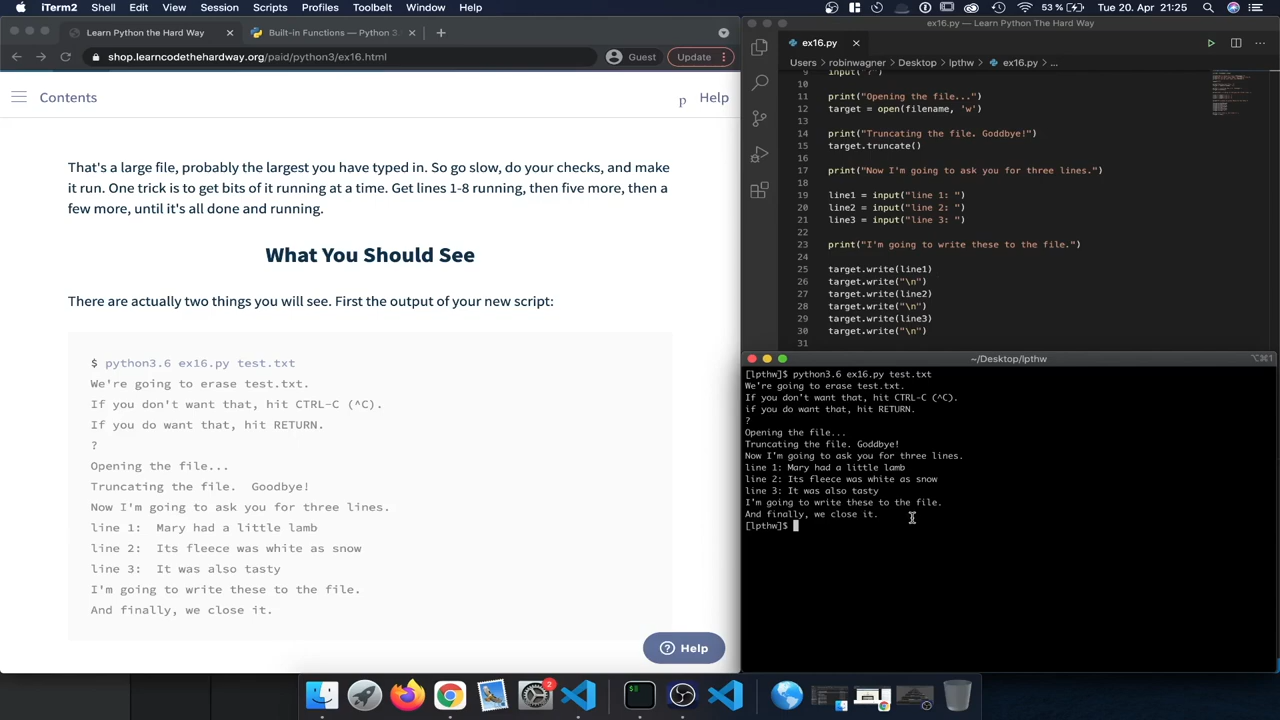 iTerm2 Shell Edit View Session Scripts Profiles Toolbelt Window Help
53 % Tue 20. Apr 21:25
Learn Python the Hard Way
Built-in Functions — Python 3.
shop.learncodethehardway.org/paid/python3/ex16.html
Guest
Update
Contents
p Help
That's a large file, probably the largest you have typed in. So go slow, do your checks, and make
it run. One trick is to get bits of it running at a time. Get lines 1-8 running, then five more, then a
few more, until it's all done and running.
What You Should See
There are actually two things you will see. First the output of your new script:
$ python3.6 ex16.py test.txt
We're going to erase test.txt.
If you don't want that, hit CTRL-C (^C).
If you do want that, hit RETURN.
?
Opening the file...
Truncating the file.  Goodbye!
Now I'm going to ask you for three lines.
line 1:  Mary had a little lamb
line 2:  Its fleece was white as snow
line 3:  It was also tasty
I'm going to write these to the file.
And finally, we close it.
Help
ex16.py — Learn Python The Hard Way
ex16.py
Users > robinwagner > Desktop > lpthw > ex16.py > ...
9 input("?")
10
11 print("Opening the file...")
12 target = open(filename, 'w')
13
14 print("Truncating the file. Goodbye!")
15 target.truncate()
16
17 print("Now I'm going to ask you for three lines.")
18
19 line1 = input("line 1: ")
20 line2 = input("line 2: ")
21 line3 = input("line 3: ")
22
23 print("I'm going to write these to the file.")
24
25 target.write(line1)
26 target.write("\n")
27 target.write(line2)
28 target.write("\n")
29 target.write(line3)
30 target.write("\n")
31
~/Desktop/lpthw
⌥⌘1
[lpthw]$ python3.6 ex16.py test.txt
We're going to erase test.txt.
If you don't want that, hit CTRL-C (^C).
if you do want that, hit RETURN.
?
Opening the file...
Truncating the file. Goddbye!
Now I'm going to ask you for three lines.
line 1: Mary had a little lamb
line 2: Its fleece was white as snow
line 3: It was also tasty
I'm going to write these to the file.
And finally, we close it.
[lpthw]$
2